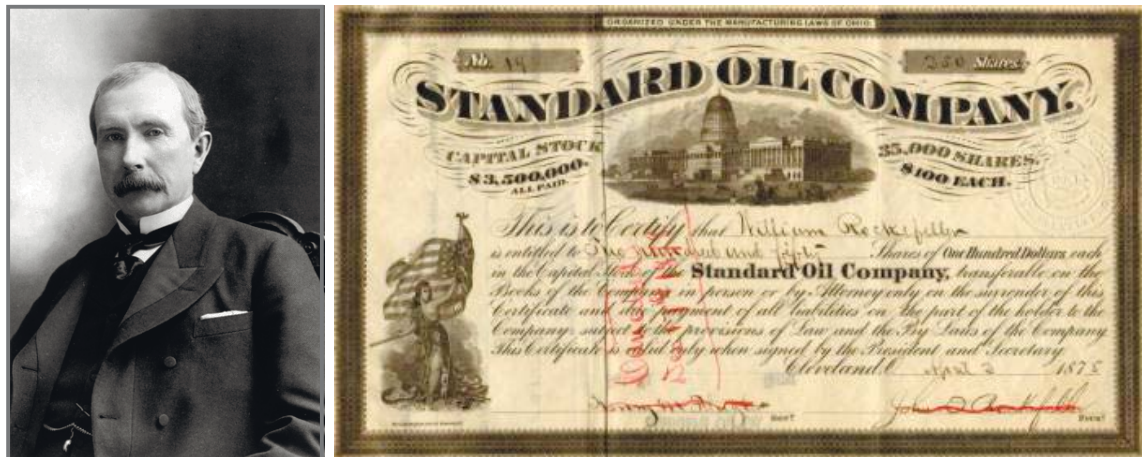 ORGANIZED UNDER THE MANUFACTURING LAWS OF OHIO.
No. 19
250 Shares.
STANDARD OIL COMPANY.
CAPITAL STOCK
$3,500,000.
ALL PAID.
35,000 SHARES.
$100 EACH.
This is to Certify that William Rockefeller
is entitled to Two Hundred and fifty Shares of One Hundred Dollars each
in the Capital Stock of the Standard Oil Company, transferable on the
Books of the Company in person or by Attorney only on the surrender of this
Certificate and the payment of all liabilities on the part of the holder to the
Company, subject to the provisions of Law and the By Laws of the Company
This Certificate is valid only when signed by the President and Secretary
Cleveland, O. April 3 1875
Cancelled
John D. Rockefeller
Sec'y.
Pres't.